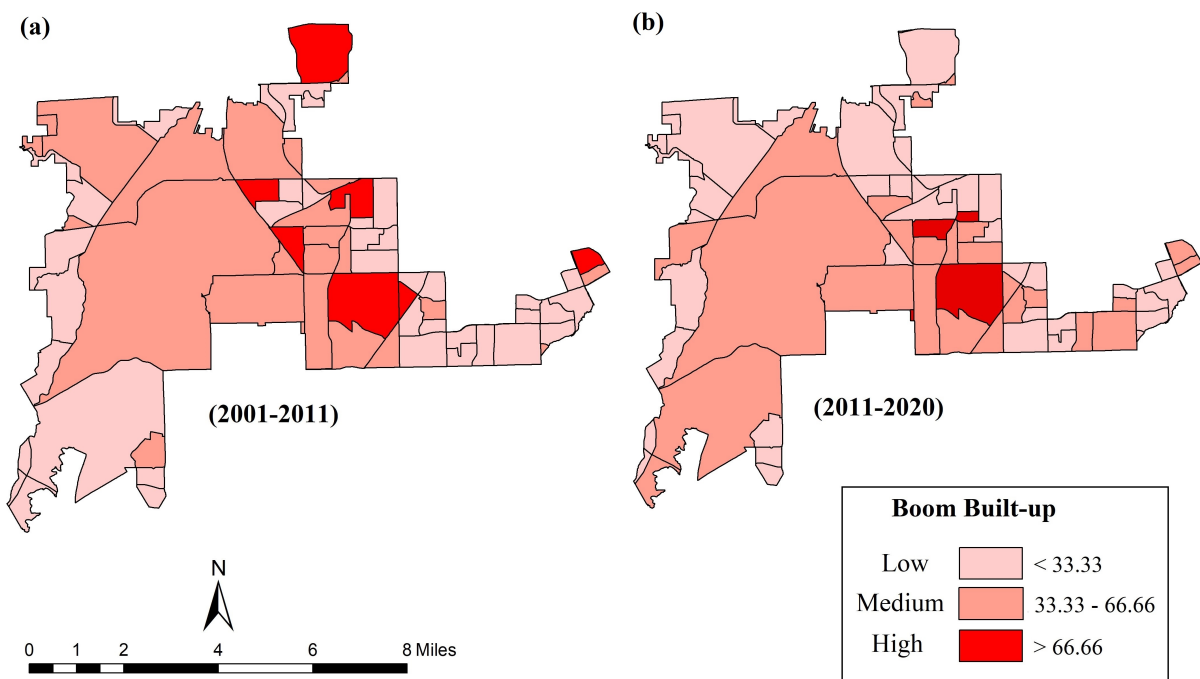 (a)
(b)
(2001-2011)
(2011-2020)
N
0 1 2 4 6 8 Miles
Boom Built-up
Low < 33.33
Medium 33.33 - 66.66
High > 66.66